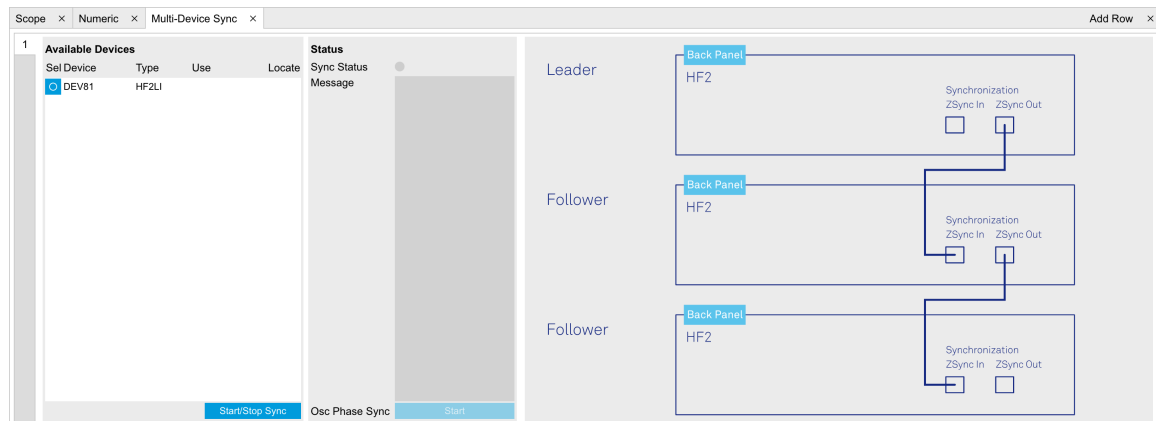 Scope × Numeric × Multi-Device Sync × Add Row ×
1
Available Devices
Sel Device Type Use Locate
DEV81 HF2LI
Start/Stop Sync
Status
Sync Status
Message
Osc Phase Sync Start
Leader
Back Panel
HF2
Synchronization
ZSync In ZSync Out
Follower
Back Panel
HF2
Synchronization
ZSync In ZSync Out
Follower
Back Panel
HF2
Synchronization
ZSync In ZSync Out